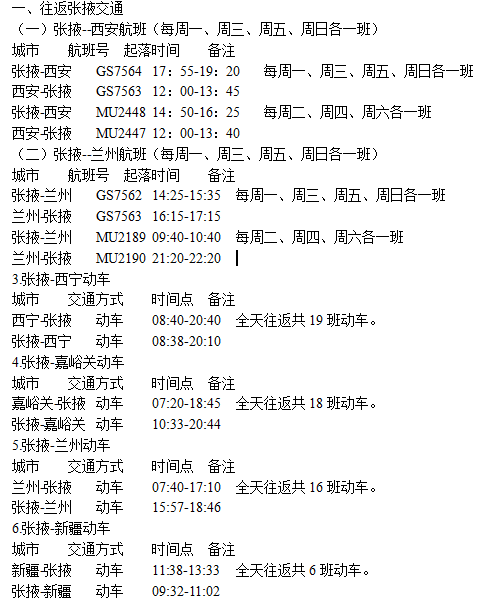 一、往返张掖交通
（一）张掖--西安航班（每周一、周三、周五、周日各一班）
城市 航班号 起落时间 备注
张掖-西安 GS7564 17：55-19：20 每周一、周三、周五、周日各一班
西安-张掖 GS7563 12：00-13：45
张掖-西安 MU2448 14：50-16：25 每周二、周四、周六各一班
西安-张掖 MU2447 12：00-13：40
（二）张掖--兰州航班（每周一、周三、周五、周日各一班）
城市 航班号 起落时间 备注
张掖-兰州 GS7562 14:25-15:35 每周一、周三、周五、周日各一班
兰州-张掖 GS7563 16:15-17:15
张掖-兰州 MU2189 09:40-10:40 每周二、周四、周六各一班
兰州-张掖 MU2190 21:20-22:20
3.张掖-西宁动车
城市 交通方式 时间点 备注
西宁-张掖 动车 08:40-20:40 全天往返共 19 班动车。
张掖-西宁 动车 08:38-20:10
4.张掖-嘉峪关动车
城市 交通方式 时间点 备注
嘉峪关-张掖 动车 07:20-18:45 全天往返共 18 班动车。
张掖-嘉峪关 动车 10:33-20:44
5.张掖-兰州动车
城市 交通方式 时间点 备注
兰州-张掖 动车 07:40-17:10 全天往返共 16 班动车。
张掖-兰州 动车 15:57-18:46
6.张掖-新疆动车
城市 交通方式 时间点 备注
新疆-张掖 动车 11:38-13:33 全天往返共 6 班动车。
张掖-新疆 动车 09:32-11:02